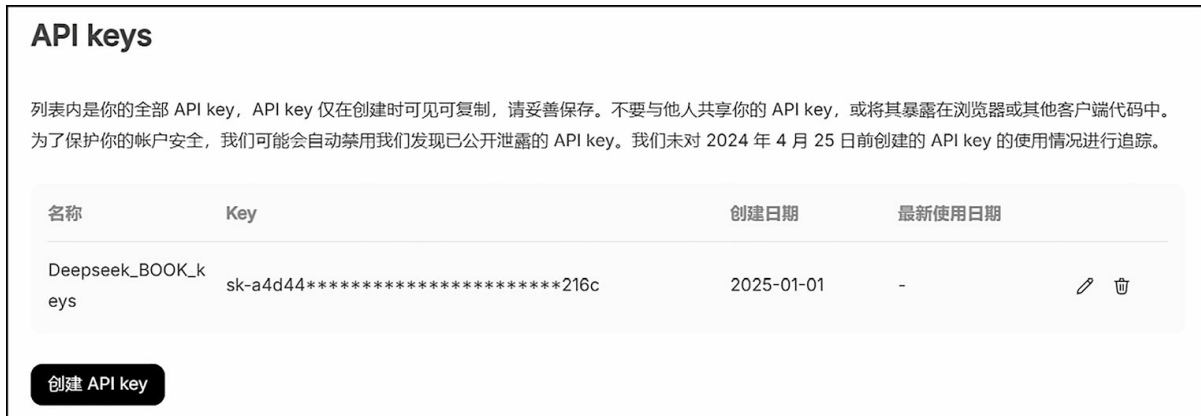 API keys
列表内是你的全部 API key，API key 仅在创建时可见可复制，请妥善保存。不要与他人共享你的 API key，或将其暴露在浏览器或其他客户端代码中。
为了保护你的帐户安全，我们可能会自动禁用我们发现已公开泄露的 API key。我们未对 2024 年 4 月 25 日前创建的 API key 的使用情况进行追踪。
名称 Key 创建日期 最新使用日期
Deepseek_BOOK_k
eys
sk-a4d44***********************216c 2025-01-01 -
创建 API key